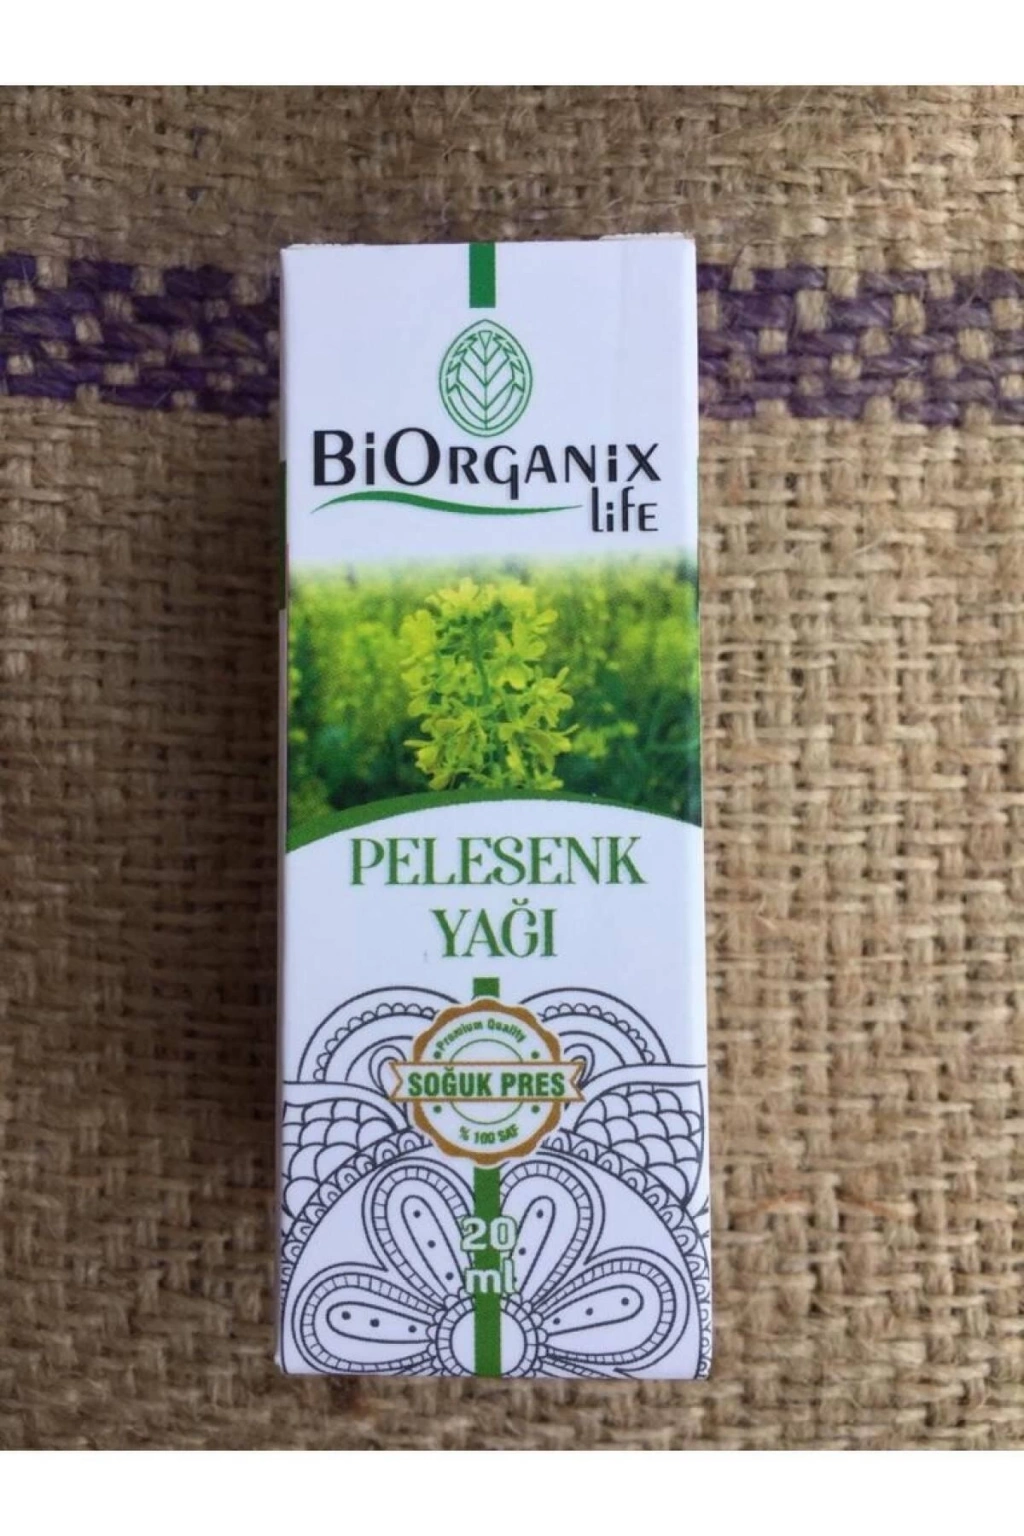 BiORGANiX
life
PELESENK
YAĞI
Premium Quality
SOĞUK PRES
% 100 SAF
20
ml